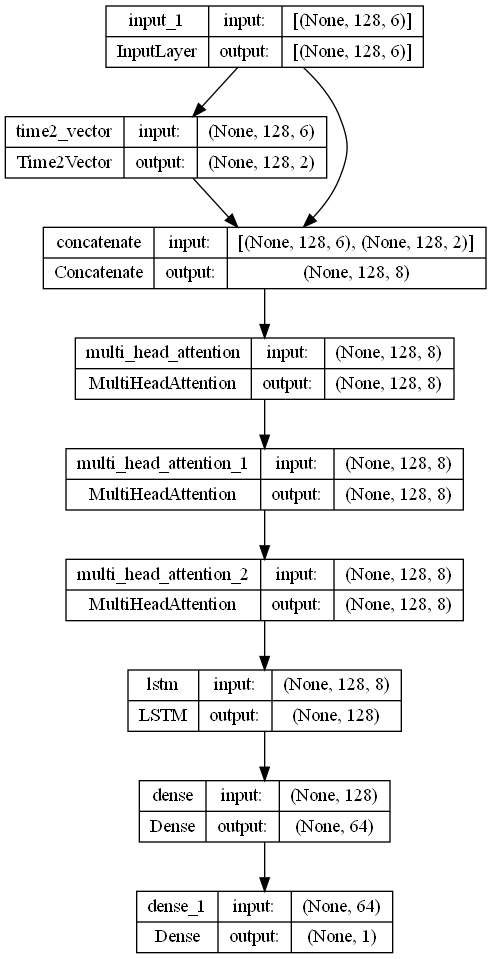 input_1 input: [(None, 128, 6)]
InputLayer output: [(None, 128, 6)]
time2_vector input: (None, 128, 6)
Time2Vector output: (None, 128, 2)
concatenate input: [(None, 128, 6), (None, 128, 2)]
Concatenate output: (None, 128, 8)
multi_head_attention input: (None, 128, 8)
MultiHeadAttention output: (None, 128, 8)
multi_head_attention_1 input: (None, 128, 8)
MultiHeadAttention output: (None, 128, 8)
multi_head_attention_2 input: (None, 128, 8)
MultiHeadAttention output: (None, 128, 8)
lstm input: (None, 128, 8)
LSTM output: (None, 128)
dense input: (None, 128)
Dense output: (None, 64)
dense_1 input: (None, 64)
Dense output: (None, 1)